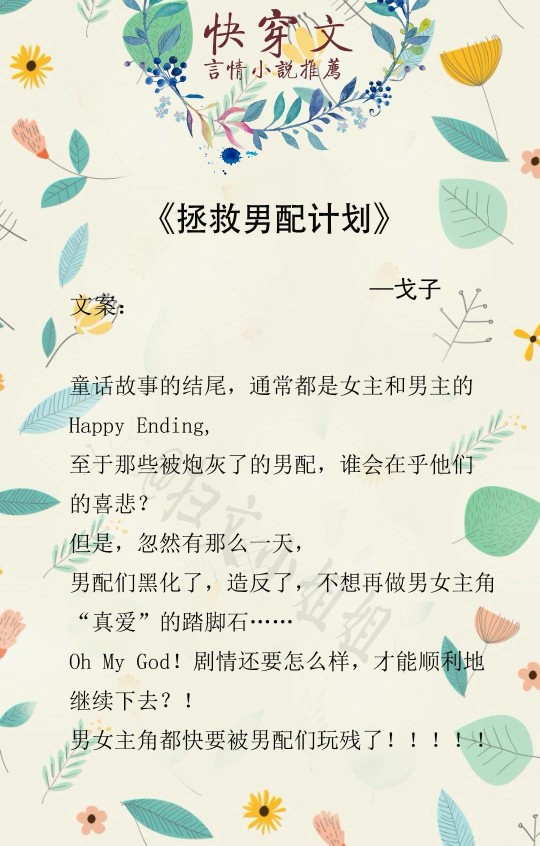 快穿文
言情小說推薦
《拯救男配计划》
—戈子
文案：
童话故事的结尾，通常都是女主和男主的
Happy Ending,
至于那些被炮灰了的男配，谁会在乎他们
的喜悲？
但是，忽然有那么一天，
男配们黑化了，造反了，不想再做男女主角
“真爱”的踏脚石……
Oh My God！剧情还要怎么样，才能顺利地
继续下去？！
男女主角都快要被男配们玩残了！！！！！
@扫文小姐姐